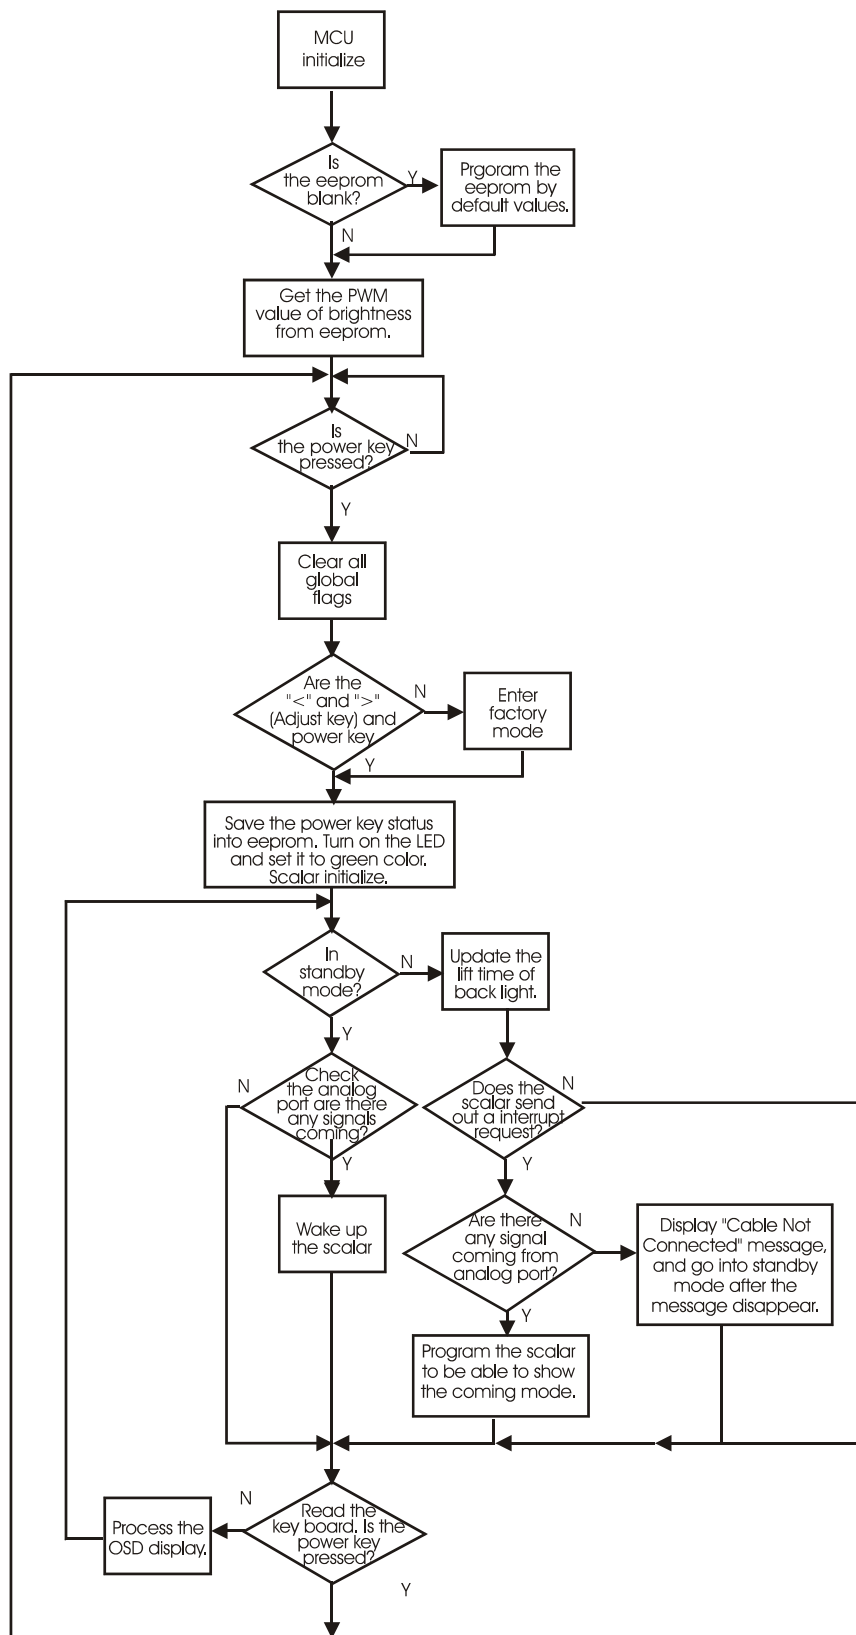 MCU
initialize
Is
the eeprom
blank?
Y
Prgoram the
eeprom by
default values.
N
Get the PWM
value of brightness
from eeprom.
Is
the power key
pressed?
N
Y
Clear all
global
flags
Are the
"<" and ">"
(Adjust key) and
power key
N
Enter
factory
mode
Y
Save the power key status
into eeprom. Turn on the LED
and set it to green color.
Scalar initialize.
In
standby
mode?
N
Update the
lift time of
back light.
Y
Check
the analog
port are there
any signals
coming?
N
Does the
scalar send
out a interrupt
request?
N
Y
Y
Wake up
the scalar
Are there
any signal
coming from
analog port?
N
Display "Cable Not
Connected" message,
and go into standby
mode after the
message disappear.
Y
Program the scalar
to be able to show
the coming mode.
Read the
key board. Is the
power key
pressed?
N
Process the
OSD display.
Y